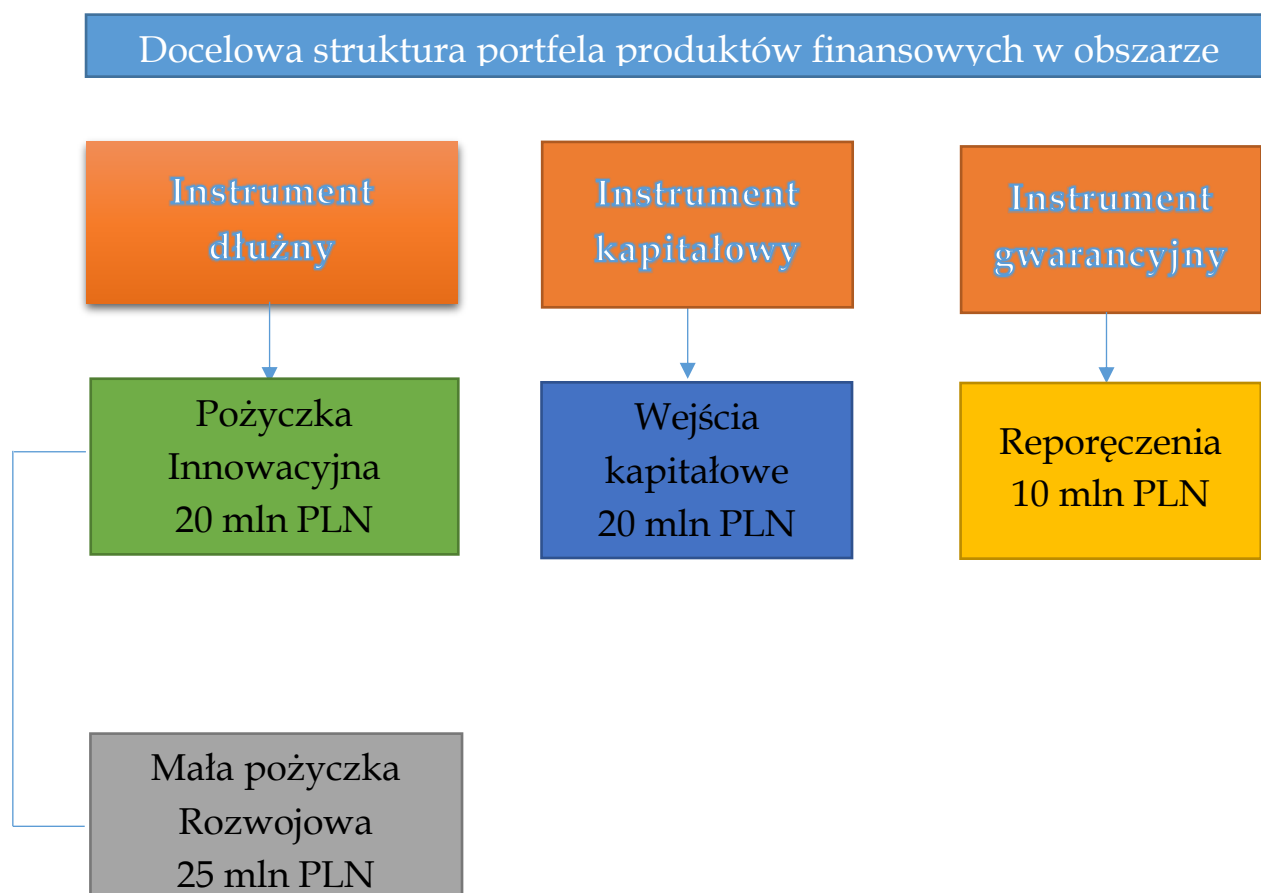 Docelowa struktura portfela produktów finansowych w obszarze
Instrument
dłużny
Instrument
kapitałowy
Instrument
gwarancyjny
Pożyczka
Innowacyjna
20 mln PLN
Wejścia
kapitałowe
20 mln PLN
Reporęczenia
10 mln PLN
Mała pożyczka
Rozwojowa
25 mln PLN